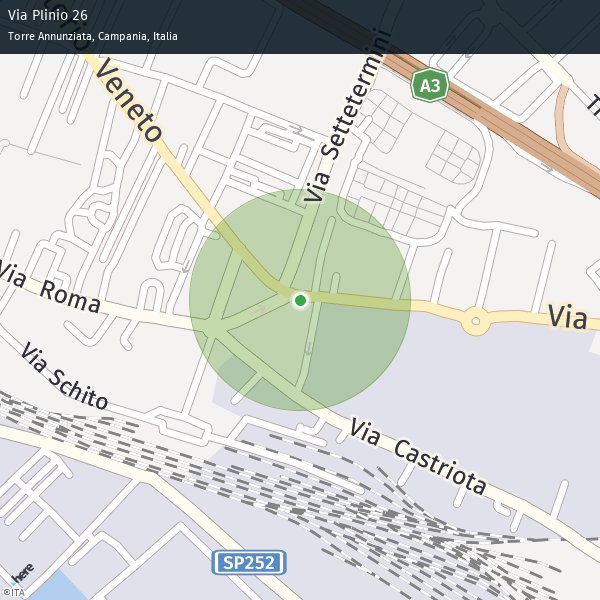 Via Plinio 26
Torre Annunziata, Campania, Italia
Veneto
Via Settetermini
A3
Via Roma
Via
Via Schito
Via Castriota
SP252
here
©ITA